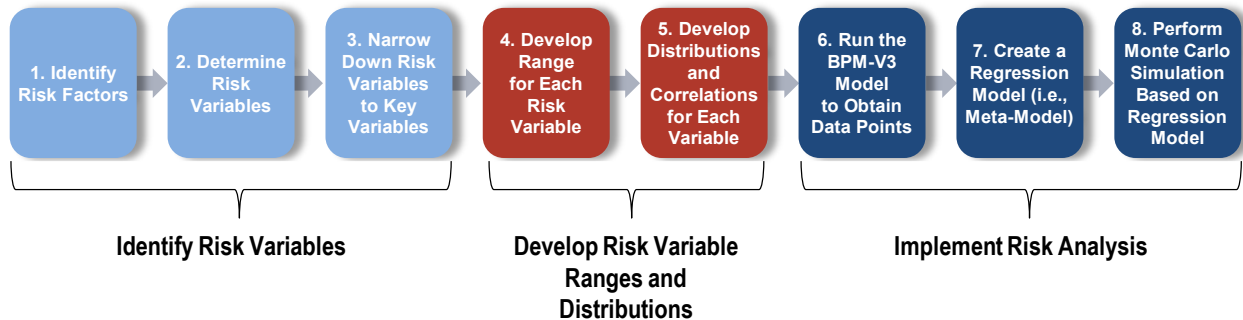 1. Identify
Risk Factors
2. Determine
Risk
Variables
3. Narrow
Down Risk
Variables
to Key
Variables
4. Develop
Range
for Each
Risk
Variable
5. Develop
Distributions
and
Correlations
for Each
Variable
6. Run the
BPM-V3
Model
to Obtain
Data Points
7. Create a
Regression
Model (i.e.,
Meta-Model)
8. Perform
Monte Carlo
Simulation
Based on
Regression
Model
Identify Risk Variables
Develop Risk Variable
Ranges and
Distributions
Implement Risk Analysis